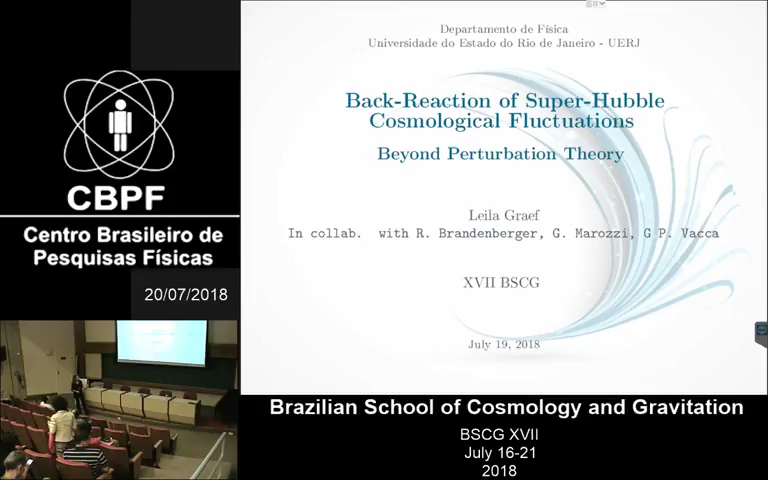 CBPF
Centro Brasileiro de
Pesquisas Físicas
20/07/2018
Departamento de Física
Universidade do Estado do Rio de Janeiro - UERJ
Back-Reaction of Super-Hubble
Cosmological Fluctuations
Beyond Perturbation Theory
Leila Graef
In collab. with R. Brandenberger, G. Marozzi, G P. Vacca
XVII BSCG
July 19, 2018
Brazilian School of Cosmology and Gravitation
BSCG XVII
July 16-21
2018